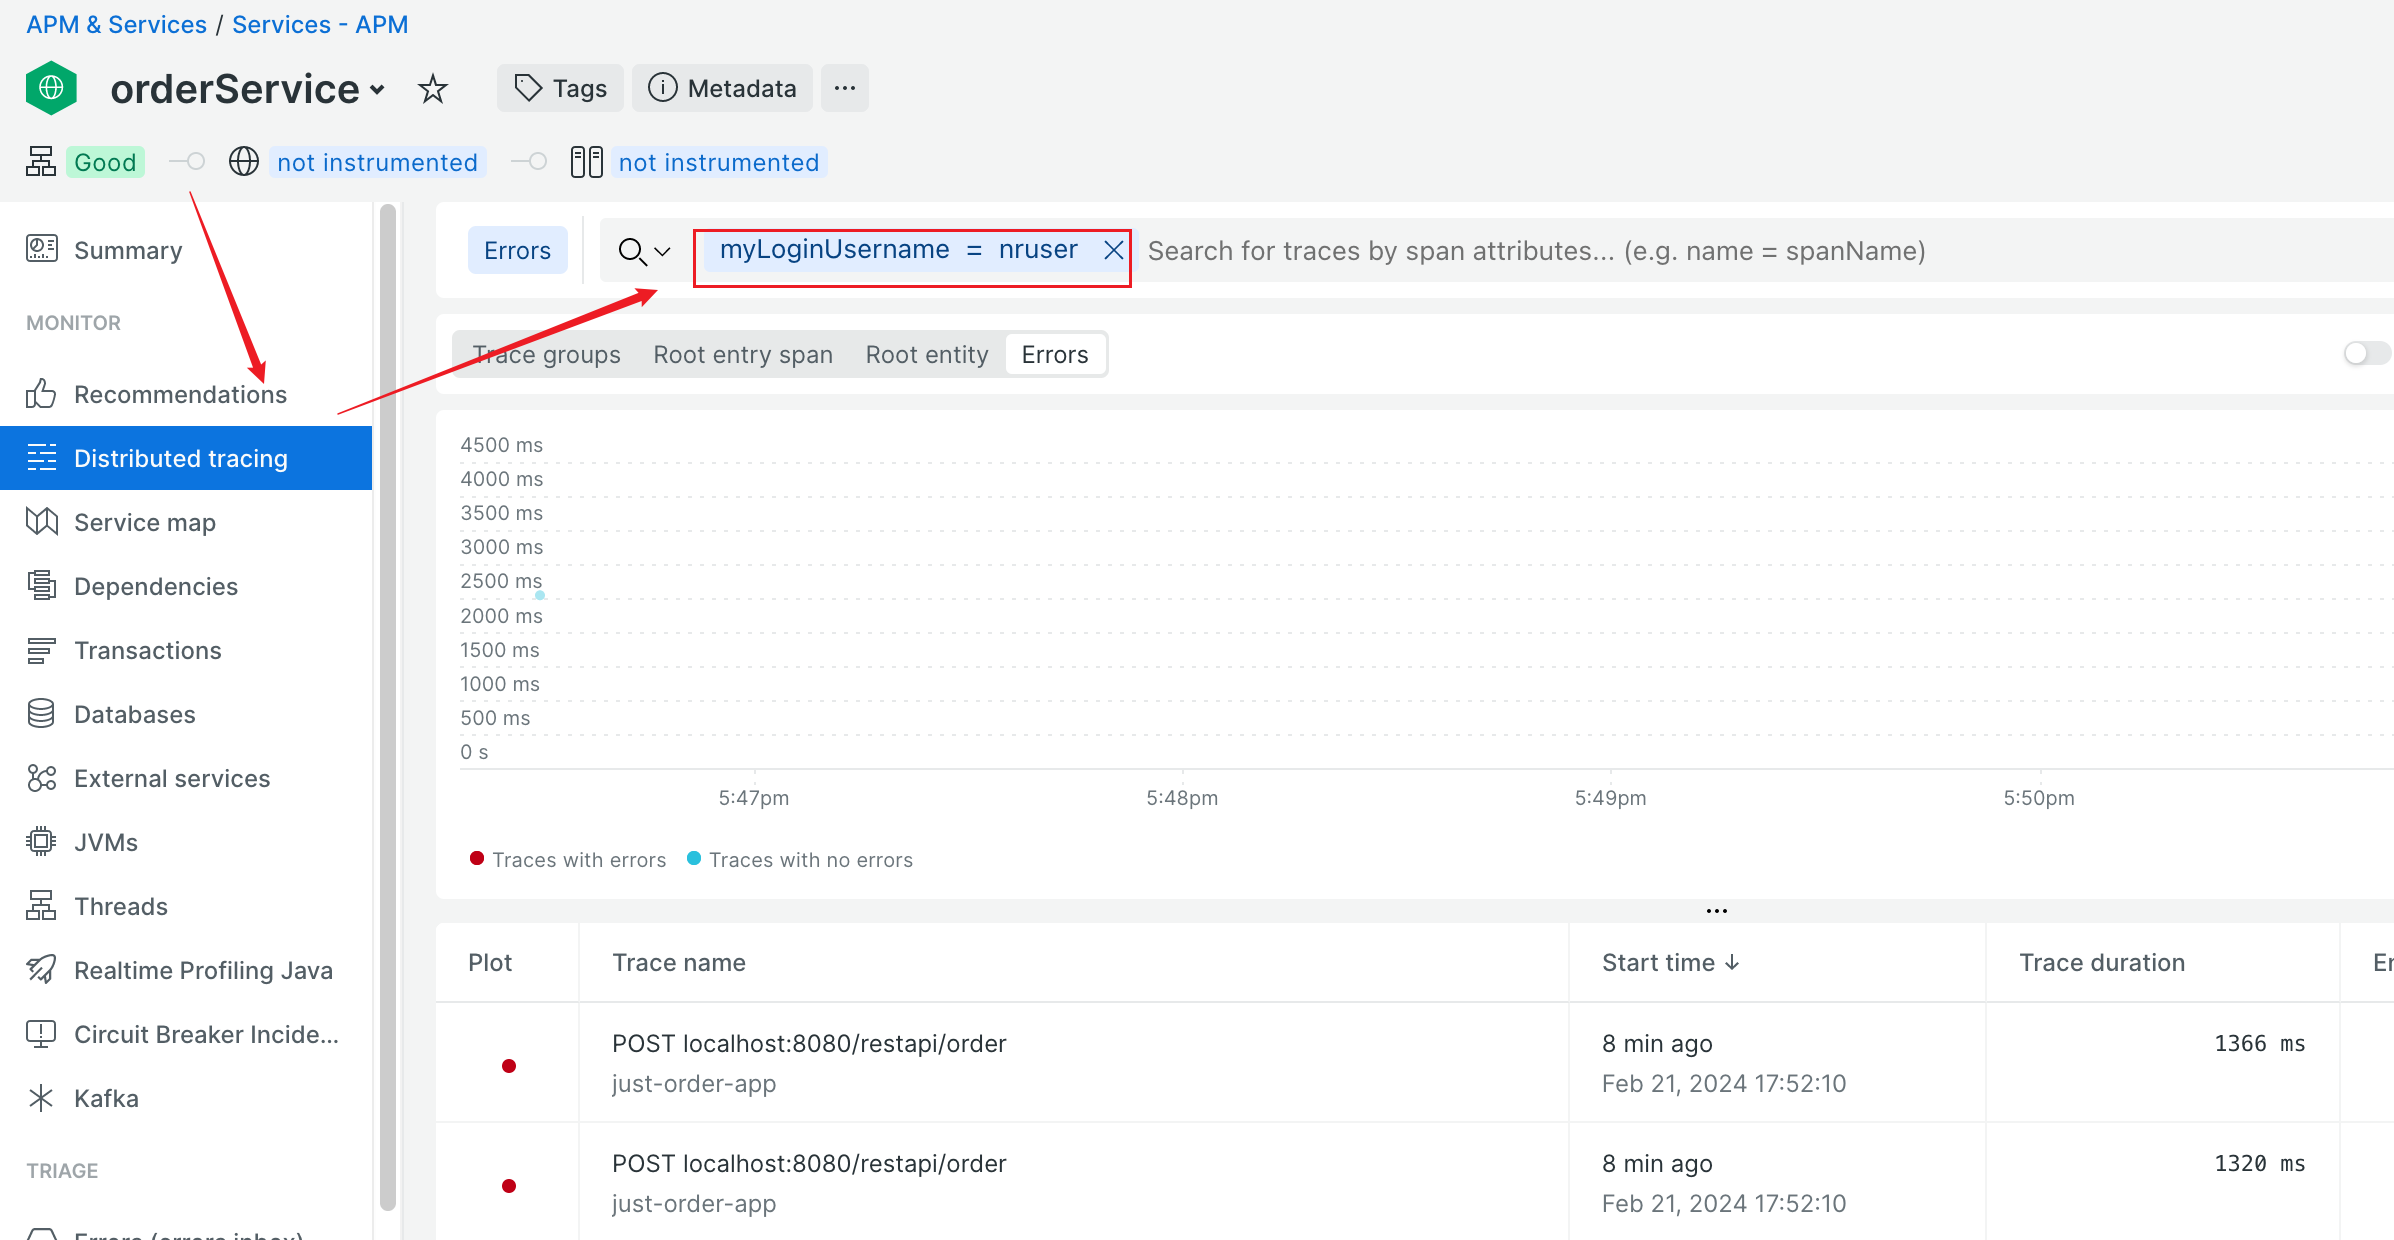 APM & Services / Services - APM
orderService
Tags
Metadata
...
Good
not instrumented
not instrumented
Summary
MONITOR
Recommendations
Distributed tracing
Service map
Dependencies
Transactions
Databases
External services
JVMs
Threads
Realtime Profiling Java
Circuit Breaker Incide...
Kafka
TRIAGE
Errors (errors inbox)
Errors
myLoginUsername = nruser
Search for traces by span attributes... (e.g. name = spanName)
Trace groups Root entry span Root entity Errors
4500 ms
4000 ms
3500 ms
3000 ms
2500 ms
2000 ms
1500 ms
1000 ms
500 ms
0 s
5:47pm 5:48pm 5:49pm 5:50pm
Traces with errors Traces with no errors
...
Plot Trace name Start time ↓ Trace duration Er
POST localhost:8080/restapi/order 8 min ago 1366 ms
just-order-app Feb 21, 2024 17:52:10
POST localhost:8080/restapi/order 8 min ago 1320 ms
just-order-app Feb 21, 2024 17:52:10